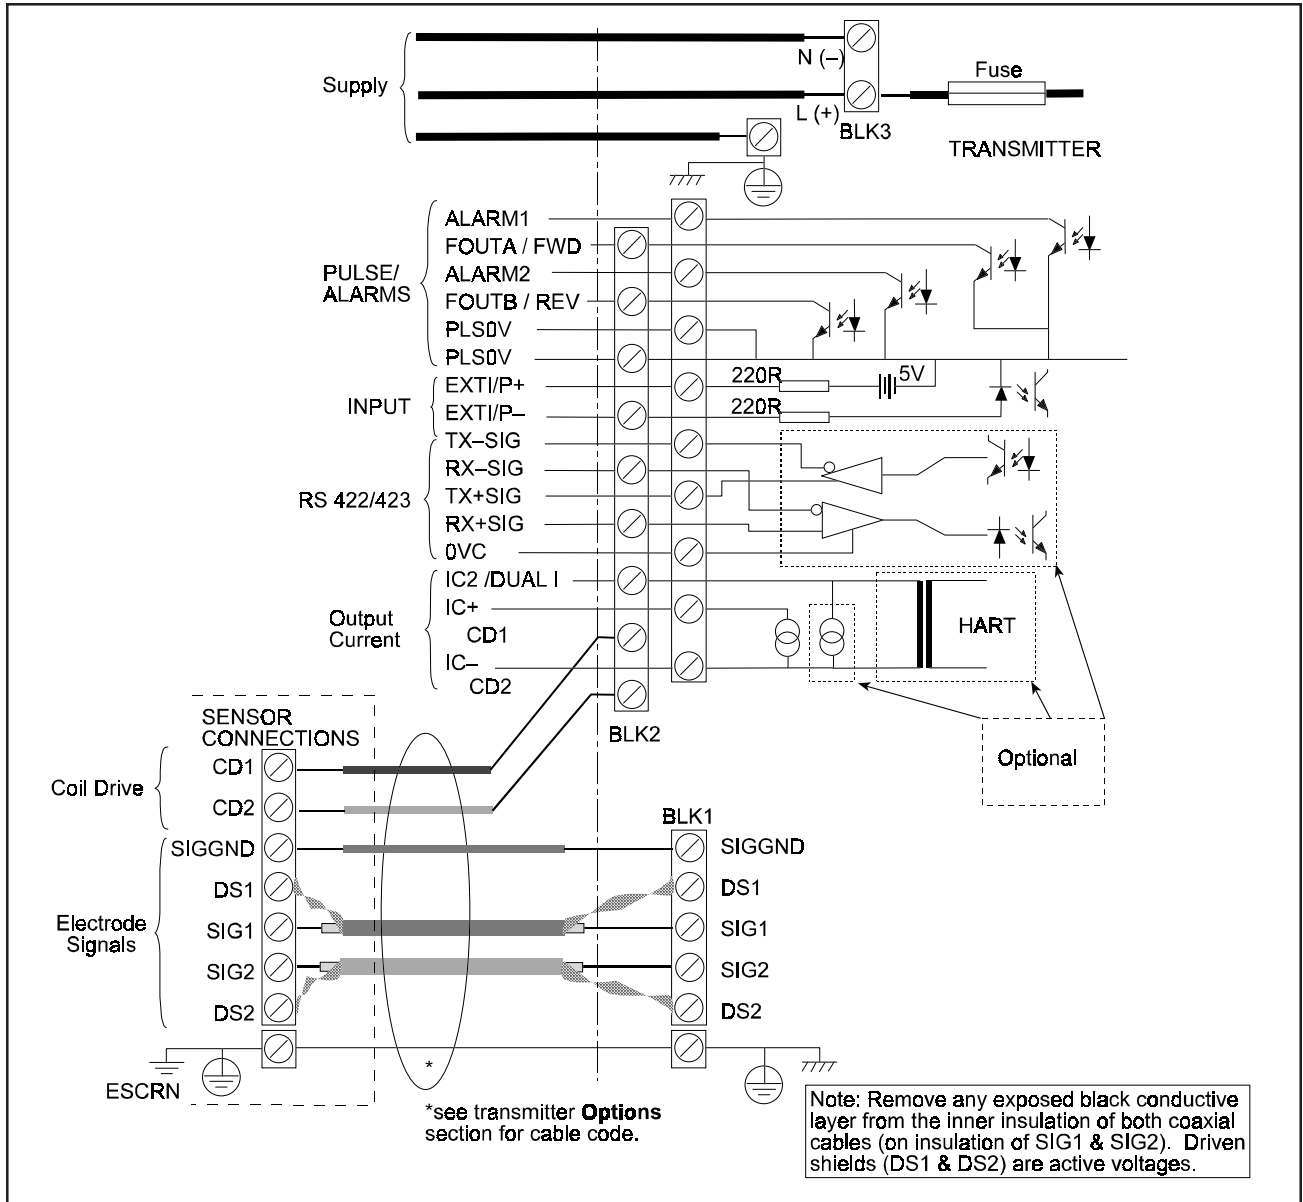 Supply
N (–)
L (+)
BLK3
Fuse
TRANSMITTER
PULSE/
ALARMS
ALARM1
FOUTA / FWD
ALARM2
FOUTB / REV
PLS0V
PLS0V
INPUT
EXTI/P+
EXTI/P–
220R
5V
220R
RS 422/423
TX–SIG
RX–SIG
TX+SIG
RX+SIG
0VC
Output
Current
IC2 /DUAL I
IC+
CD1
IC–
CD2
HART
BLK2
Optional
SENSOR
CONNECTIONS
Coil Drive
CD1
CD2
Electrode
Signals
SIGGND
DS1
SIG1
SIG2
DS2
BLK1
SIGGND
DS1
SIG1
SIG2
DS2
ESCRN
*
*see transmitter Options
section for cable code.
Note: Remove any exposed black conductive
layer from the inner insulation of both coaxial
cables (on insulation of SIG1 & SIG2). Driven
shields (DS1 & DS2) are active voltages.